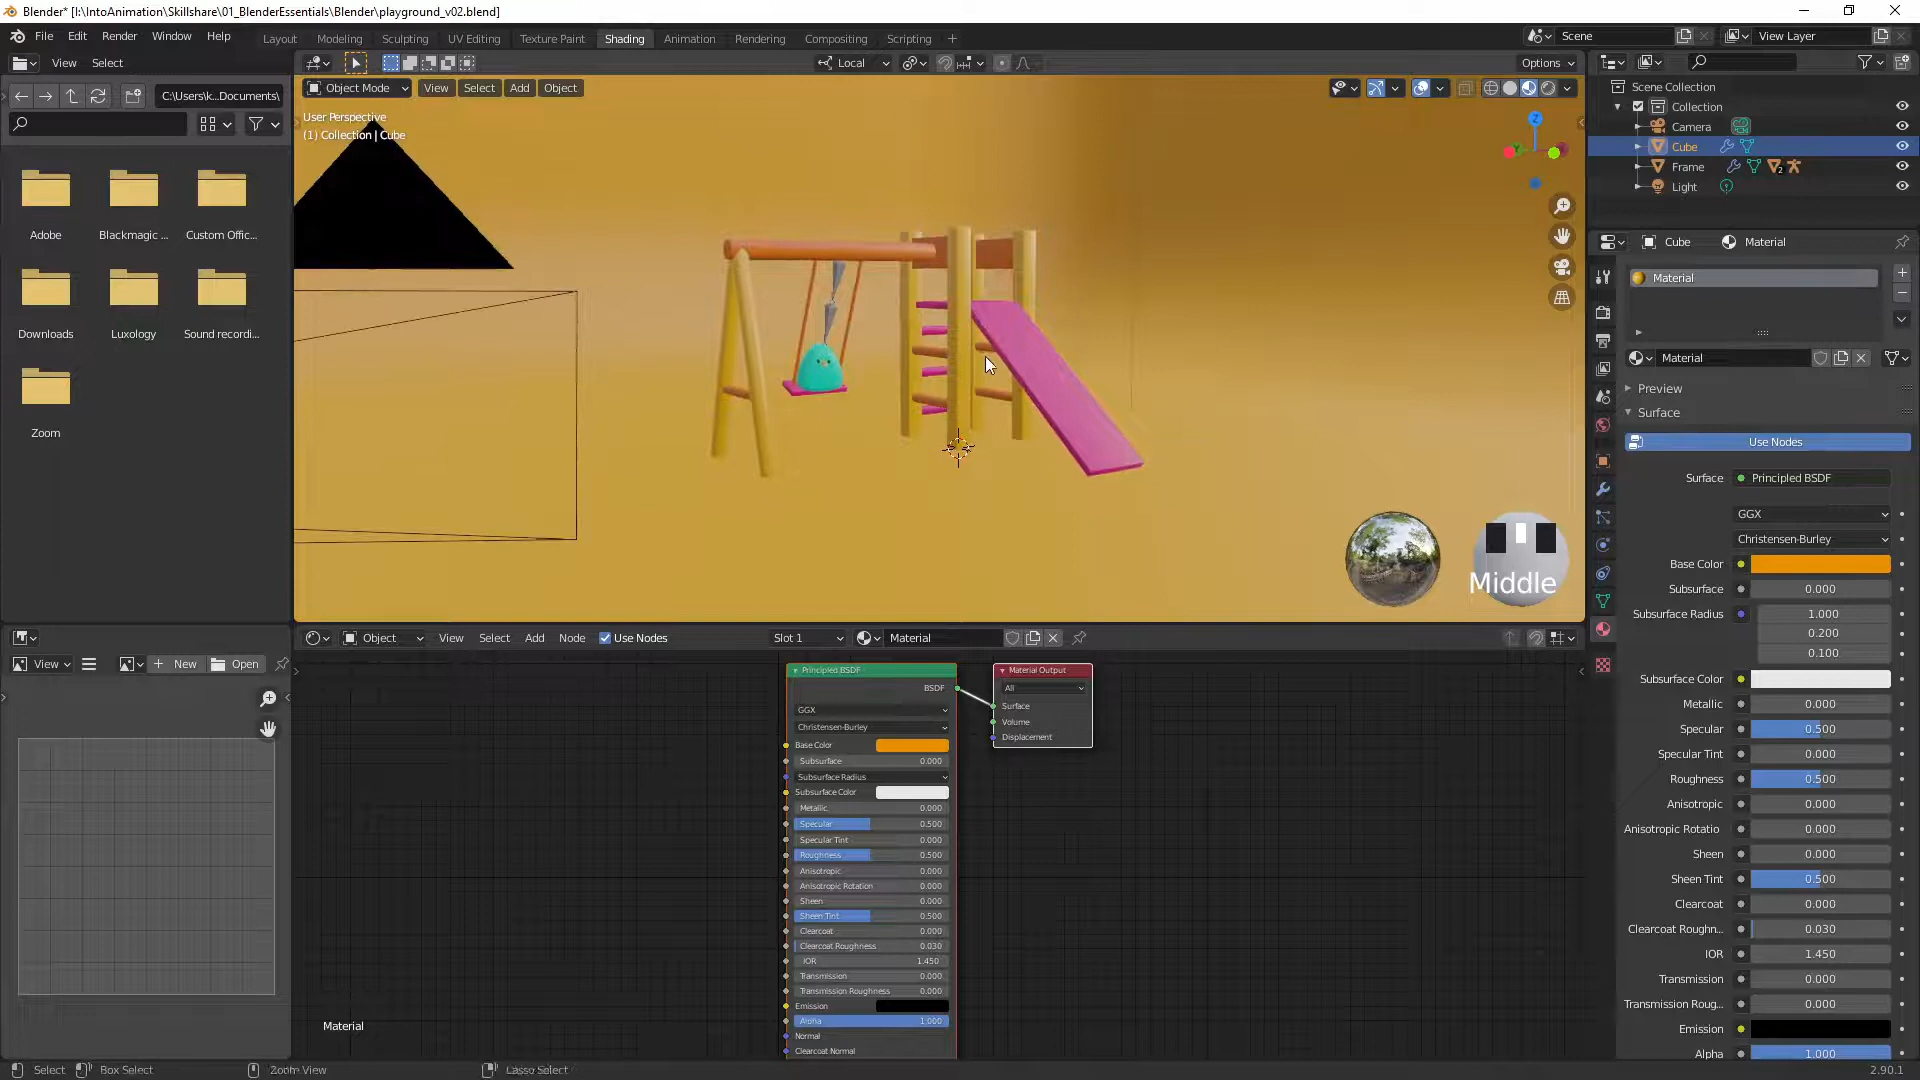 Blender* [I:\IntoAnimation\Skillshare\01_BlenderEssentials\Blender\playground_v02.blend]
File Edit Render Window Help
Layout Modeling Sculpting UV Editing Texture Paint Shading Animation Rendering Compositing Scripting
Scene
View Layer
View Select
Local
Options
C:\Users\k...Documents\
Object Mode View Select Add Object
User Perspective
(1) Collection | Cube
Scene Collection
Collection
Camera
Cube
Frame
2
Light
Adobe Blackmagic ... Custom Offic...
Downloads Luxology Sound recordi...
Zoom
Z
Middle
Cube Material
Material
Material
Preview
Surface
Use Nodes
Surface Principled BSDF
GGX
Christensen-Burley
Base Color
Subsurface 0.000
Subsurface Radius 1.000
0.200
0.100
Subsurface Color
Metallic 0.000
Specular 0.500
Specular Tint 0.000
Roughness 0.500
Anisotropic 0.000
Anisotropic Rotatio 0.000
Sheen 0.000
Sheen Tint 0.500
Clearcoat 0.000
Clearcoat Roughn... 0.030
IOR 1.450
Transmission 0.000
Transmission Roug... 0.000
Emission
Alpha 1.000
View New Open
Object View Select Add Node Use Nodes Slot 1 Material
Principled BSDF
BSDF
GGX
Christensen-Burley
Base Color
Subsurface 0.000
Subsurface Radius
Subsurface Color
Metallic 0.000
Specular 0.500
Specular Tint 0.000
Roughness 0.500
Anisotropic 0.000
Anisotropic Rotation 0.000
Sheen 0.000
Sheen Tint 0.500
Clearcoat 0.000
Clearcoat Roughness 0.030
IOR 1.450
Transmission 0.000
Transmission Roughness 0.000
Emission
Alpha 1.000
Normal
Clearcoat Normal
Material Output
All
Surface
Volume
Displacement
Material
Select Box Select Zoom View Lasso Select 2.90.1